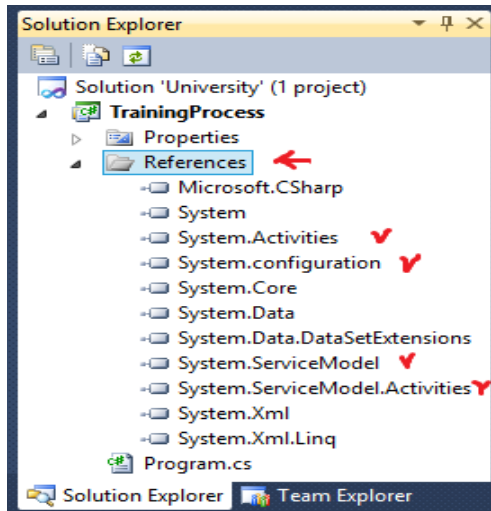 Solution Explorer
Solution 'University' (1 project)
TrainingProcess
Properties
References
Microsoft.CSharp
System
System.Activities
System.configuration
System.Core
System.Data
System.Data.DataSetExtensions
System.ServiceModel
System.ServiceModel.Activities
System.Xml
System.Xml.Linq
Program.cs
Solution Explorer Team Explorer